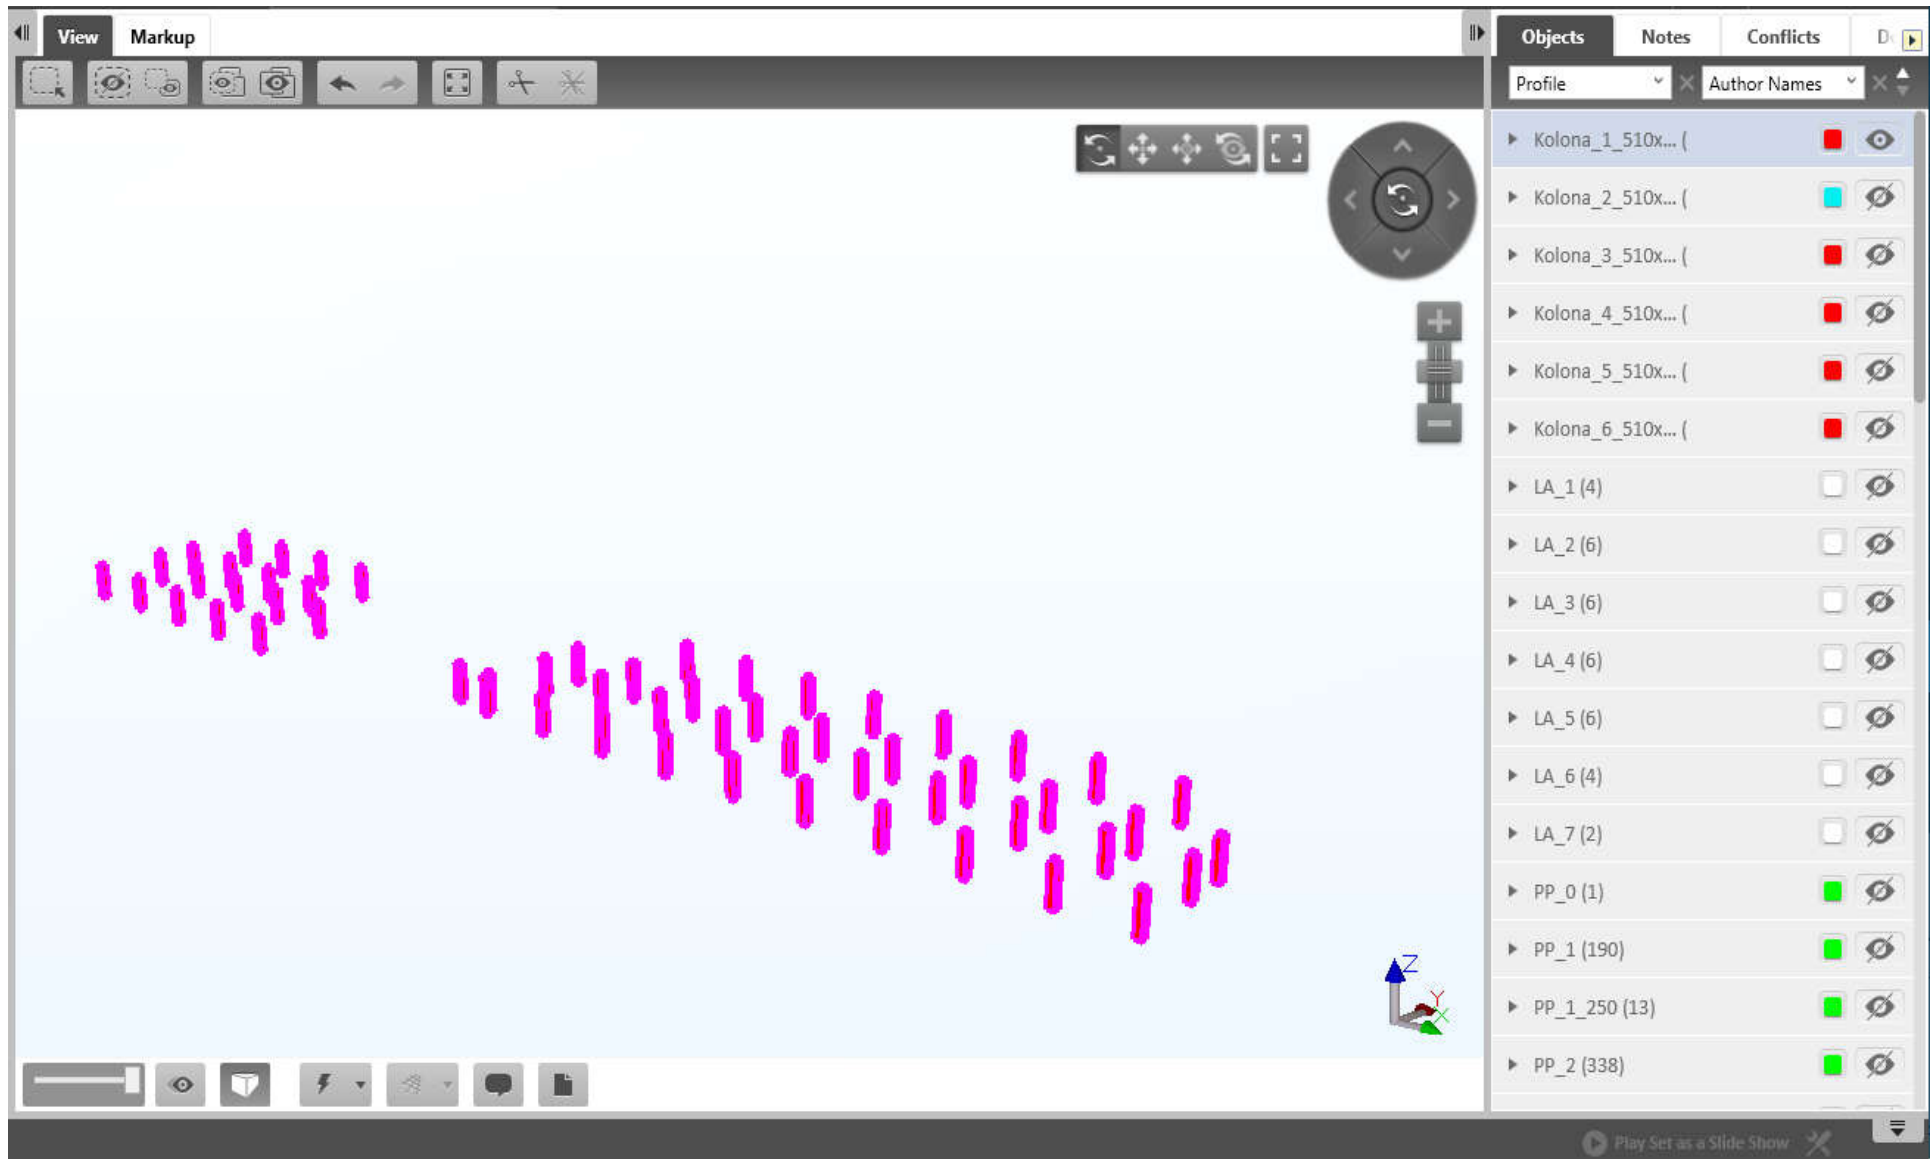 View Markup
Objects Notes Conflicts
Profile Author Names
Kolona_1_510x... (
Kolona_2_510x... (
Kolona_3_510x... (
Kolona_4_510x... (
Kolona_5_510x... (
Kolona_6_510x... (
LA_1 (4)
LA_2 (6)
LA_3 (6)
LA_4 (6)
LA_5 (6)
LA_6 (4)
LA_7 (2)
PP_0 (1)
PP_1 (190)
PP_1_250 (13)
PP_2 (338)
Z
Y
X
Play Set as a Slide Show